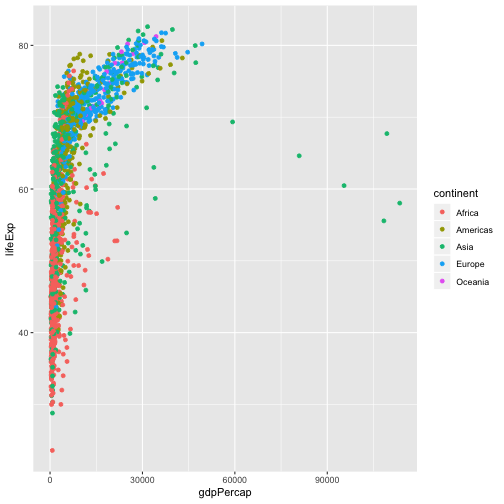 80
60
40
lifeExp
0 30000 60000 90000
gdpPercap
continent
Africa
Americas
Asia
Europe
Oceania